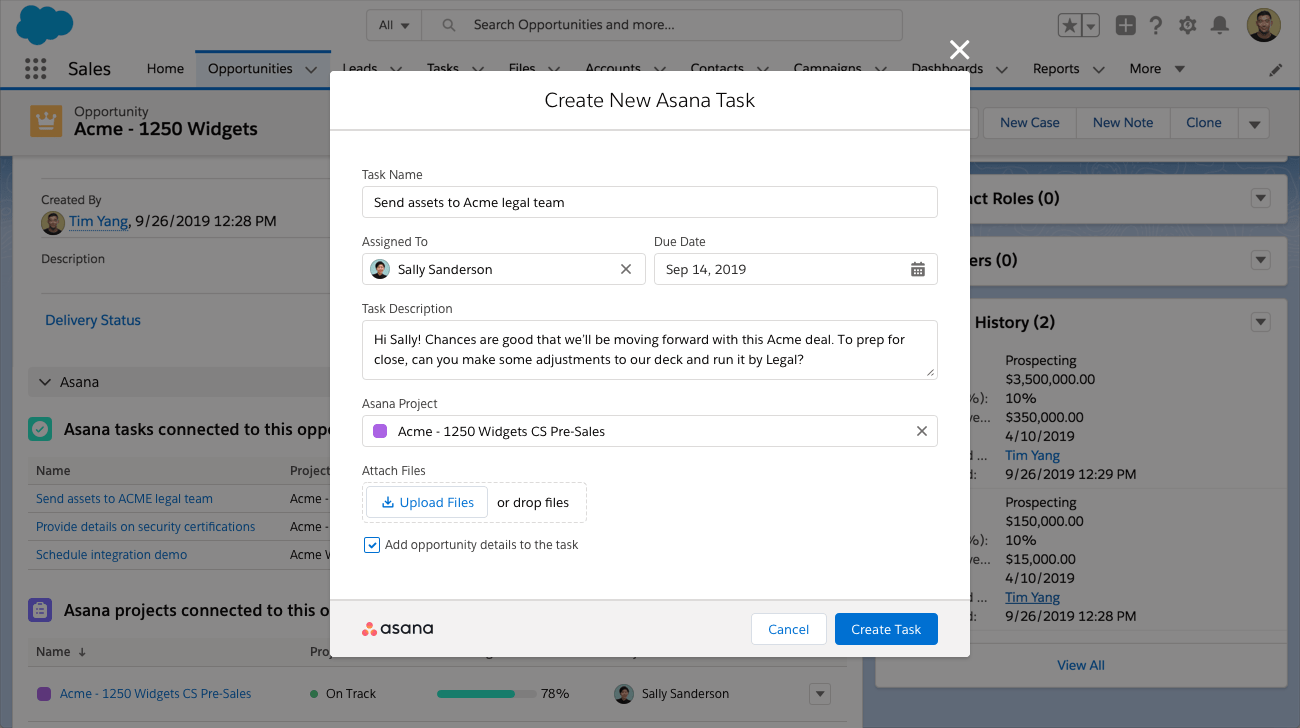 All
Search Opportunities and more...
Sales
Home
Opportunities
Leads
Tasks
Files
Accounts
Contacts
Campaigns
Dashboards
Reports
More
Opportunity
Acme - 1250 Widgets
New Case
New Note
Clone
Created By
Tim Yang, 9/26/2019 12:28 PM
Description
Delivery Status
Asana
Asana tasks connected to this
Name
Project
Send assets to ACME legal team
Acme -
Provide details on security certifications
Acme -
Schedule integration demo
Acme
Asana projects connected to this
Name
Acme - 1250 Widgets CS Pre-Sales
On Track
78%
Sally Sanderson
Create New Asana Task
Task Name
Send assets to Acme legal team
Assigned To
Due Date
Sally Sanderson
Sep 14, 2019
Task Description
Hi Sally! Chances are good that we'll be moving forward with this Acme deal. To prep for
close, can you make some adjustments to our deck and run it by Legal?
Asana Project
Acme - 1250 Widgets CS Pre-Sales
Attach Files
Upload Files
or drop files
Add opportunity details to the task
asana
Cancel
Create Task
Roles (0)
(0)
History (2)
Prospecting
$3,500,000.00
10%
$350,000.00
4/10/2019
Tim Yang
9/26/2019 12:29 PM
Prospecting
$150,000.00
10%
$15,000.00
4/10/2019
Tim Yang
9/26/2019 12:28 PM
View All